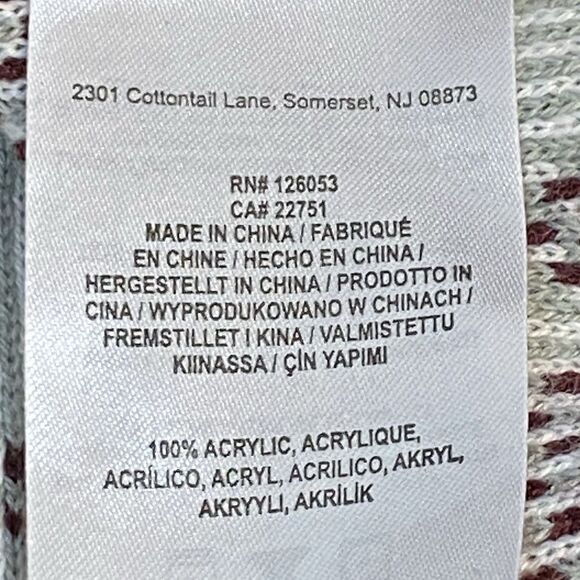 2301 Cottontail Lane, Somerset, NJ 08873
RN# 126053
CA# 22751
MADE IN CHINA / FABRIQUÉ
EN CHINE / HECHO EN CHINA /
HERGESTELLT IN CHINA / PRODOTTO IN
CINA / WYPRODUKOWANO W CHINACH /
FREMSTILLET I KINA / VALMISTETTU
KIINASSA / ÇİN YAPIMI
100% ACRYLIC, ACRYLIQUE,
ACRÍLICO, ACRYL, ACRILICO, AKRYL,
AKRYYLI, AKRİLİK